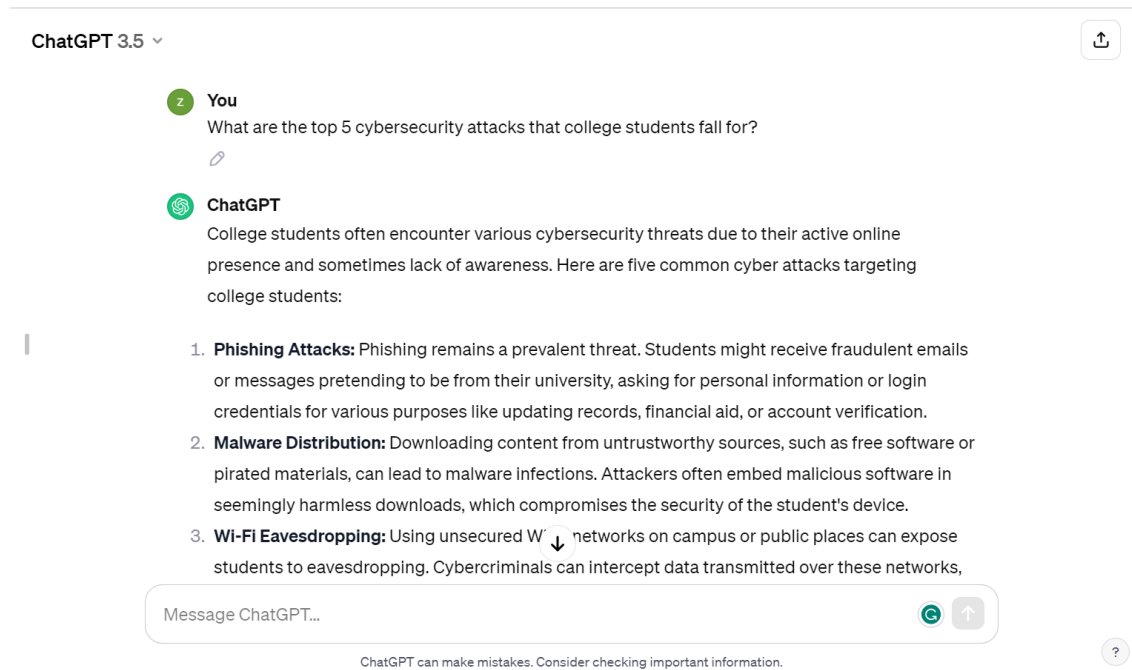 ChatGPT 3.5
Z
You
What are the top 5 cybersecurity attacks that college students fall for?
ChatGPT
College students often encounter various cybersecurity threats due to their active online
presence and sometimes lack of awareness. Here are five common cyber attacks targeting
college students:
1. Phishing Attacks: Phishing remains a prevalent threat. Students might receive fraudulent emails
or messages pretending to be from their university, asking for personal information or login
credentials for various purposes like updating records, financial aid, or account verification.
2. Malware Distribution: Downloading content from untrustworthy sources, such as free software or
pirated materials, can lead to malware infections. Attackers often embed malicious software in
seemingly harmless downloads, which compromises the security of the student's device.
3. Wi-Fi Eavesdropping: Using unsecured networks on campus or public places can expose
students to eavesdropping. Cybercriminals can intercept data transmitted over these networks,
Message ChatGPT...
G
ChatGPT can make mistakes. Consider checking important information.
?